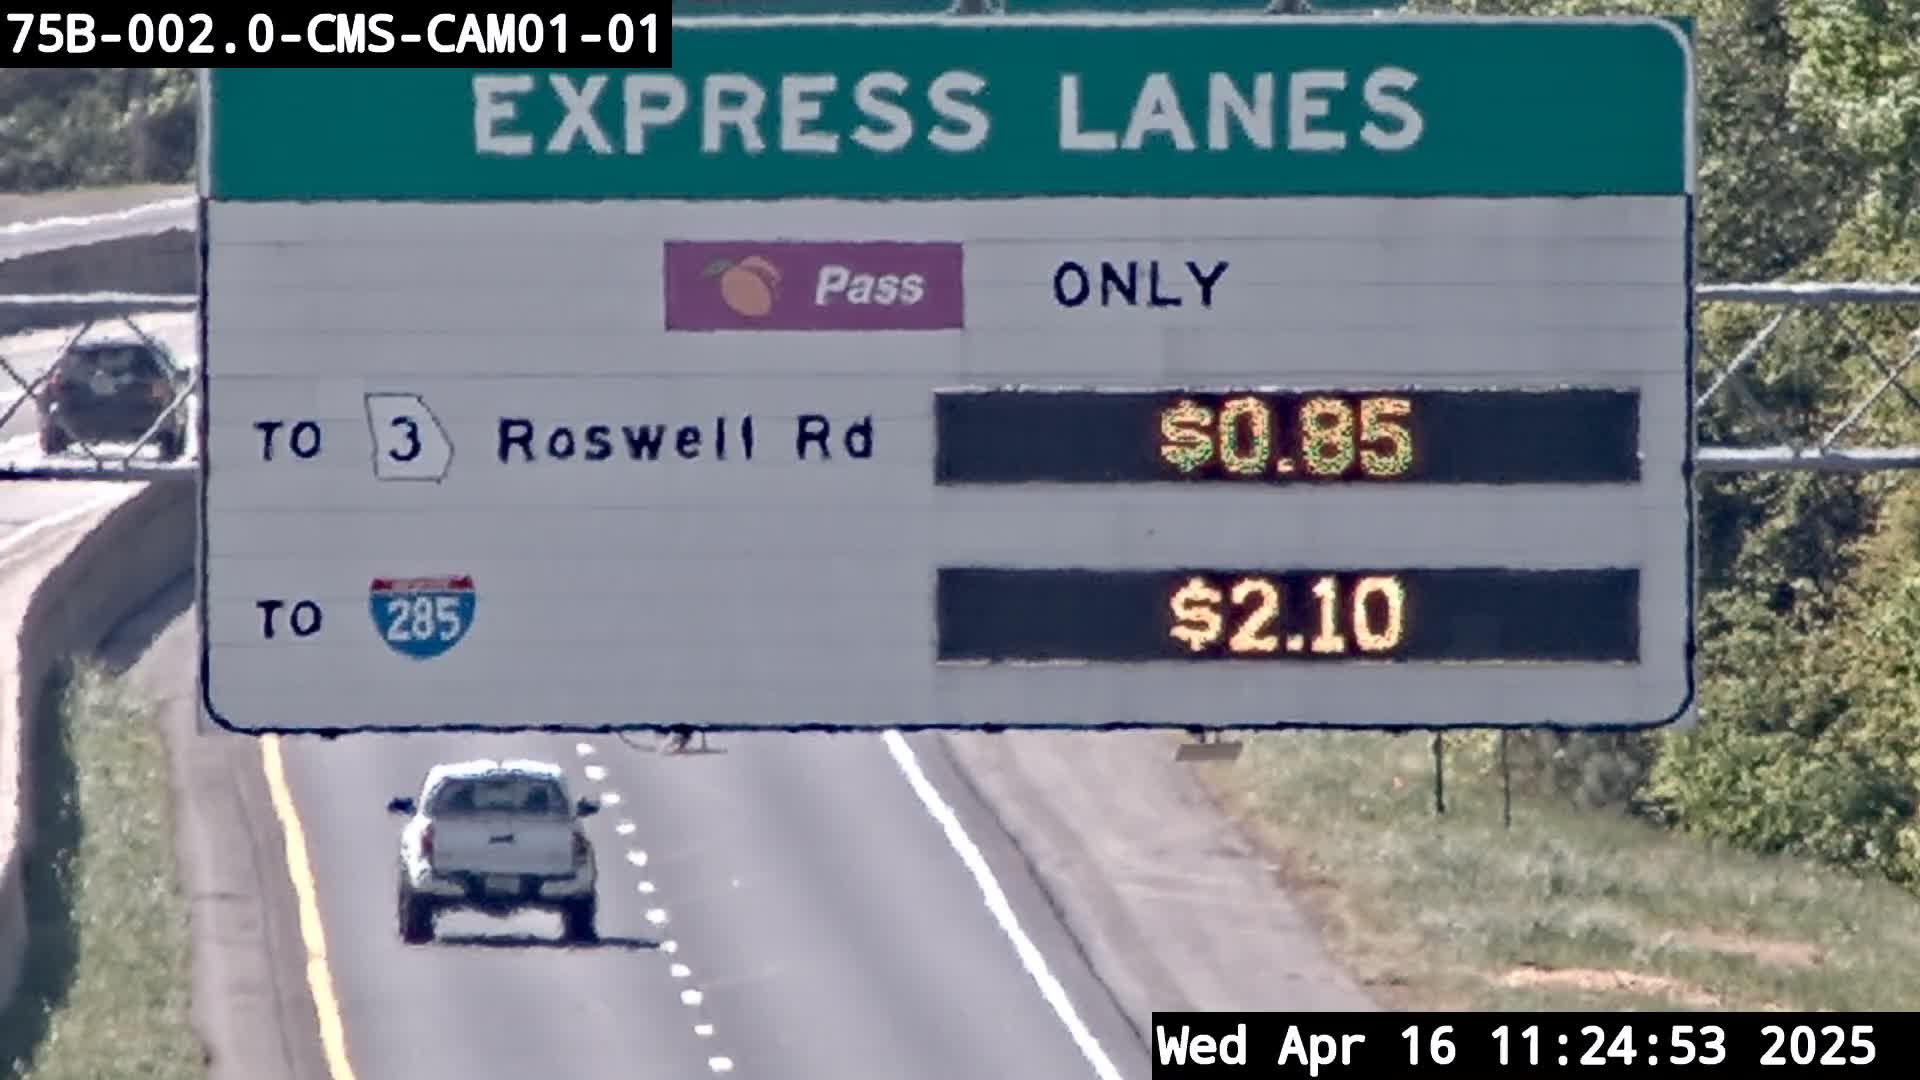 75B-002.0-CMS-CAM01-01
EXPRESS LANES
Pass ONLY
TO 3 Roswell Rd $0.85
TO 285 $2.10
Wed Apr 16 11:24:53 2025